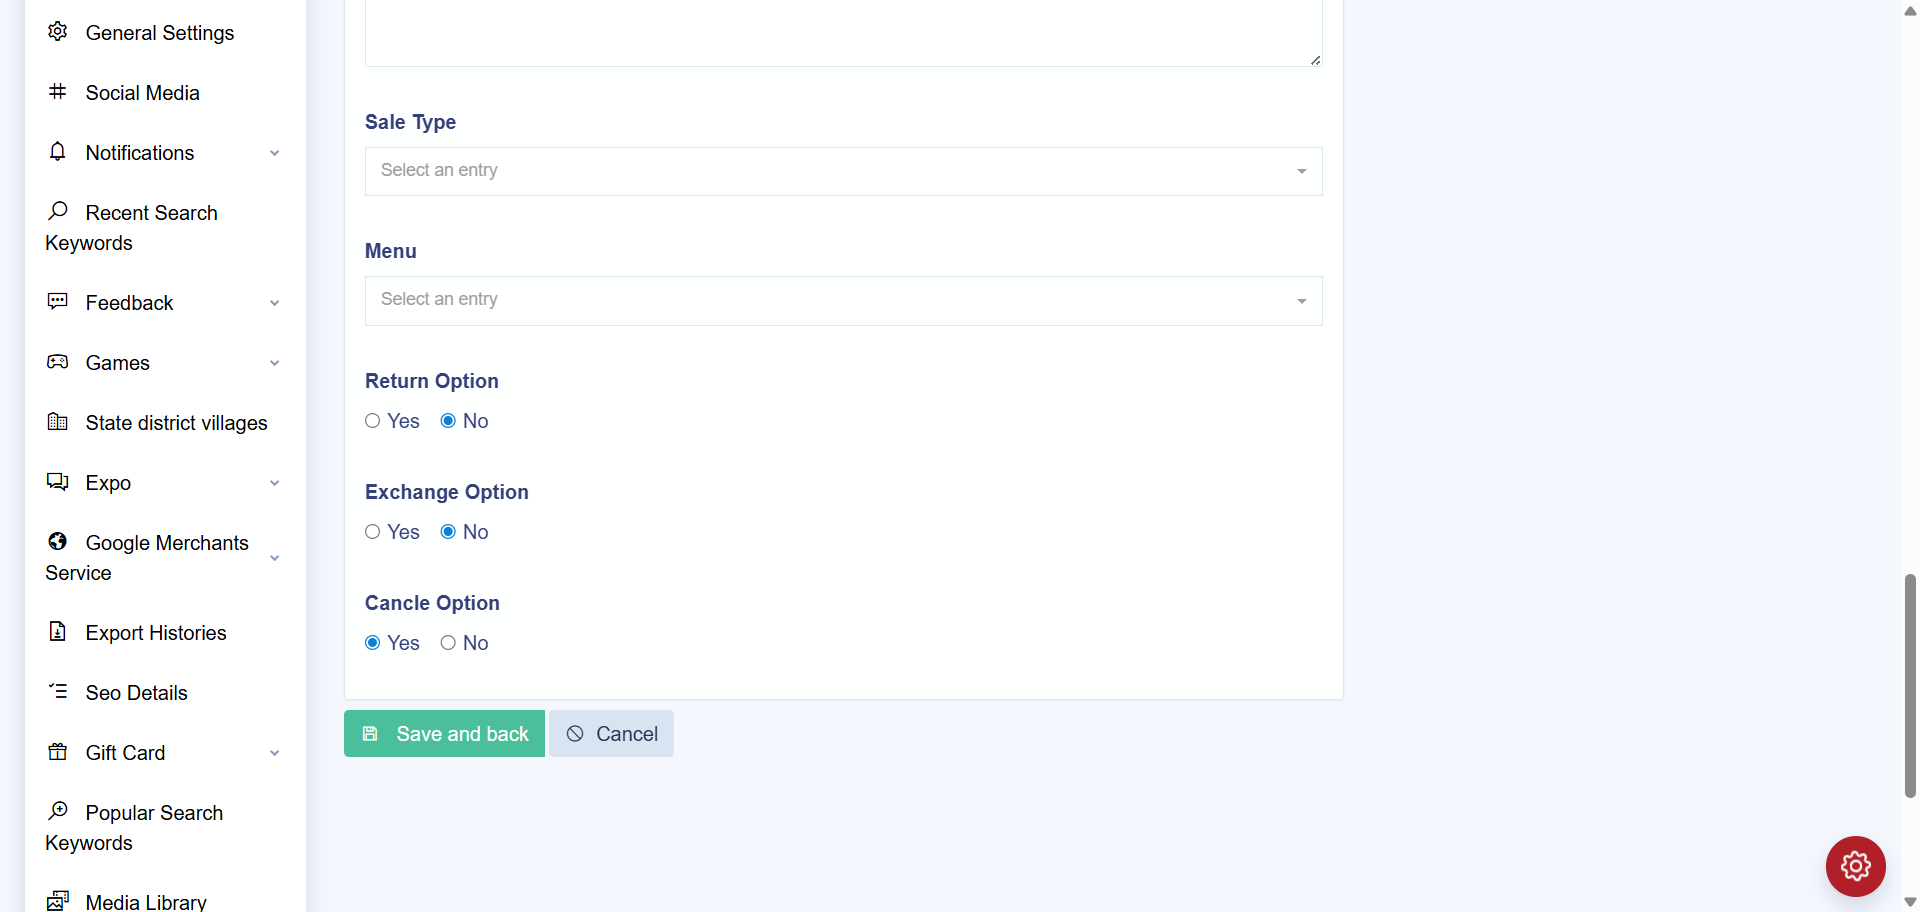 General Settings
Social Media
Notifications
Recent Search
Keywords
Feedback
Games
State district villages
Expo
Google Merchants
Service
Export Histories
Seo Details
Gift Card
Popular Search
Keywords
Media Library
Sale Type
Select an entry
Menu
Select an entry
Return Option
Yes No
Exchange Option
Yes No
Cancle Option
Yes No
Save and back Cancel